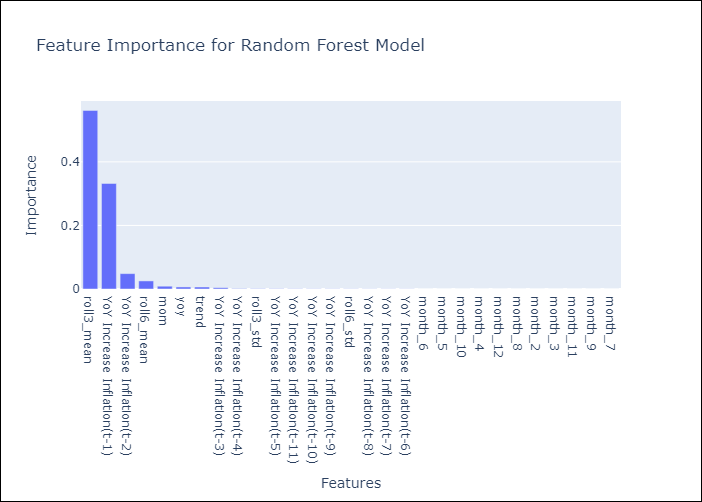 Feature Importance for Random Forest Model
Importance
0.4
0.2
0
roll3_mean
YoY Increase Inflation(t-1)
YoY Increase Inflation(t-2)
roll6_mean
mom
yoy
trend
YoY Increase Inflation(t-3)
YoY Increase Inflation(t-4)
roll3_std
YoY Increase Inflation(t-5)
YoY Increase Inflation(t-11)
YoY Increase Inflation(t-10)
YoY Increase Inflation(t-9)
roll6_std
YoY Increase Inflation(t-8)
YoY Increase Inflation(t-7)
YoY Increase Inflation(t-6)
month_6
month_5
month_10
month_4
month_12
month_8
month_2
month_3
month_11
month_9
month_7
Features